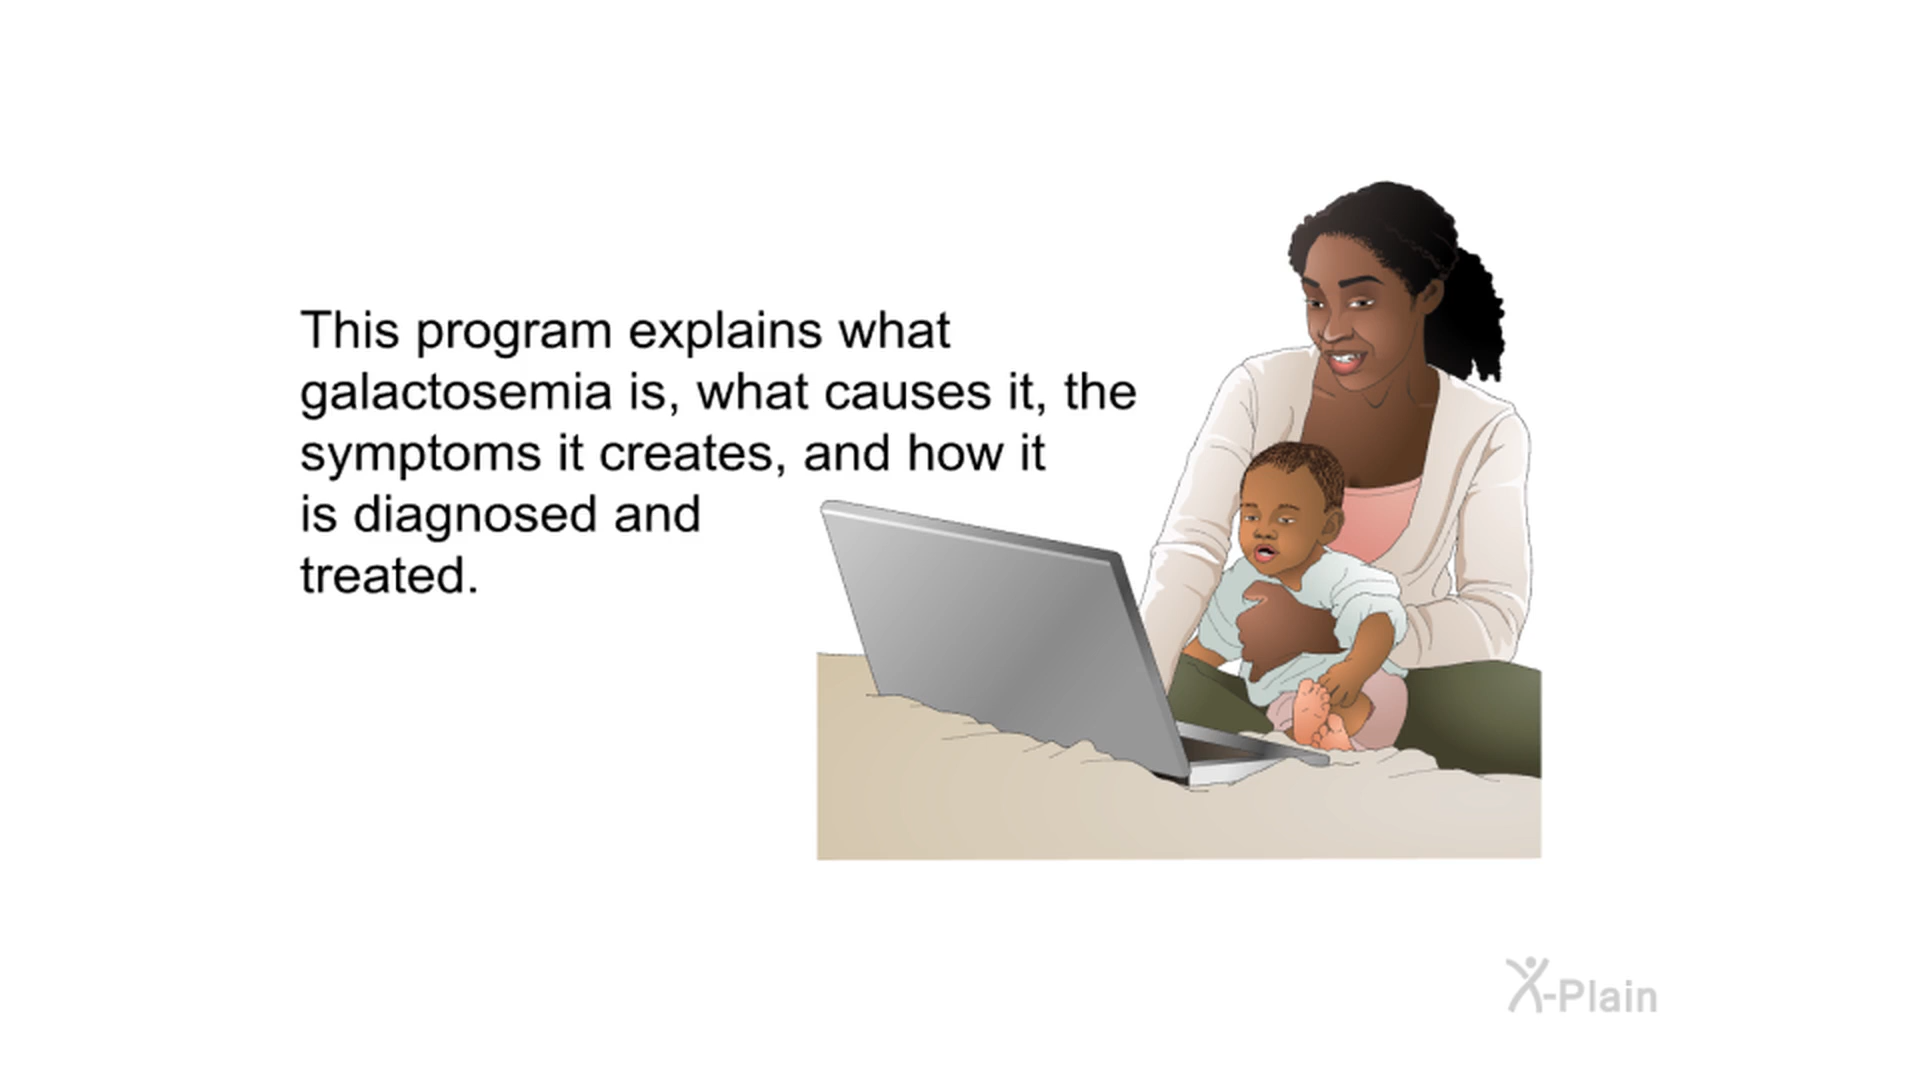 This program explains what
galactosemia is, what causes it, the
symptoms it creates, and how it
is diagnosed and
treated.
X-Plain